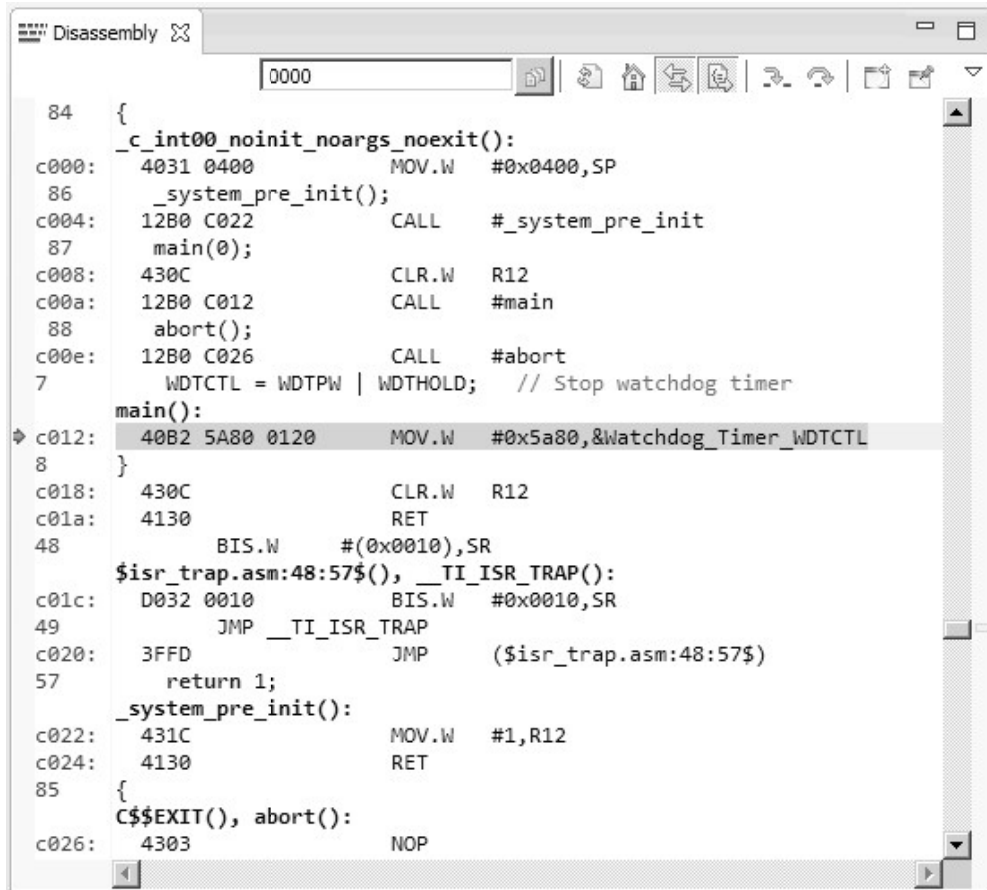 Disassembly
0000
84 {
_c_int00_noinit_noargs_noexit():
c000: 4031 0400 MOV.W #0x0400,SP
86 _system_pre_init();
c004: 12B0 C022 CALL #_system_pre_init
87 main(0);
c008: 430C CLR.W R12
c00a: 12B0 C012 CALL #main
88 abort();
c00e: 12B0 C026 CALL #abort
7 WDTCTL = WDTPW | WDTHOLD; // Stop watchdog timer
main():
c012: 40B2 5A80 0120 MOV.W #0x5a80,&Watchdog_Timer_WDTCTL
8 }
c018: 430C CLR.W R12
c01a: 4130 RET
48 BIS.W #(0x0010),SR
$isr_trap.asm:48:57$(), __TI_ISR_TRAP():
c01c: D032 0010 BIS.W #0x0010,SR
49 JMP __TI_ISR_TRAP
c020: 3FFD JMP ($isr_trap.asm:48:57$)
57 return 1;
_system_pre_init():
c022: 431C MOV.W #1,R12
c024: 4130 RET
85 {
C$$EXIT(), abort():
c026: 4303 NOP